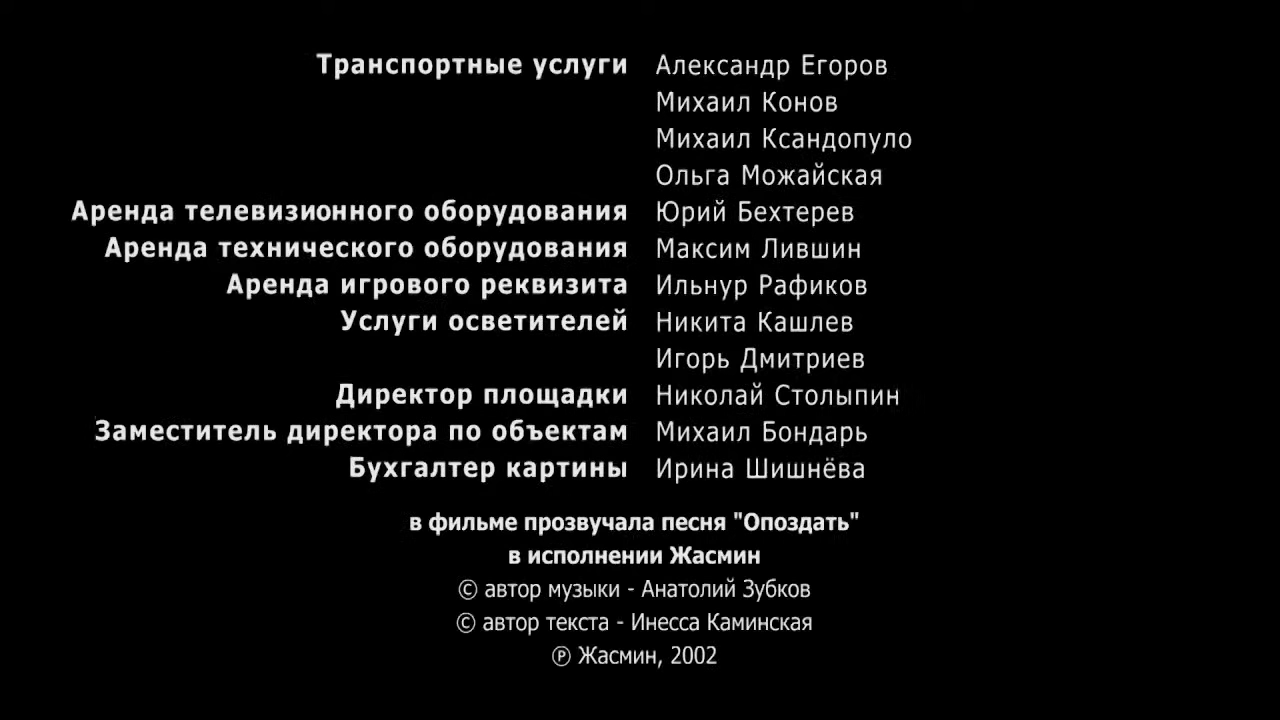 Транспортные услуги Александр Егоров
Михаил Конов
Михаил Ксандопуло
Ольга Можайская
Аренда телевизионного оборудования Юрий Бехтерев
Аренда технического оборудования Максим Лившин
Аренда игрового реквизита Ильнур Рафиков
Услуги осветителей Никита Кашлев
Игорь Дмитриев
Директор площадки Николай Столыпин
Заместитель директора по объектам Михаил Бондарь
Бухгалтер картины Ирина Шишнёва
в фильме прозвучала песня "Опоздать"
в исполнении Жасмин
© автор музыки - Анатолий Зубков
© автор текста - Инесса Каминская
℗ Жасмин, 2002